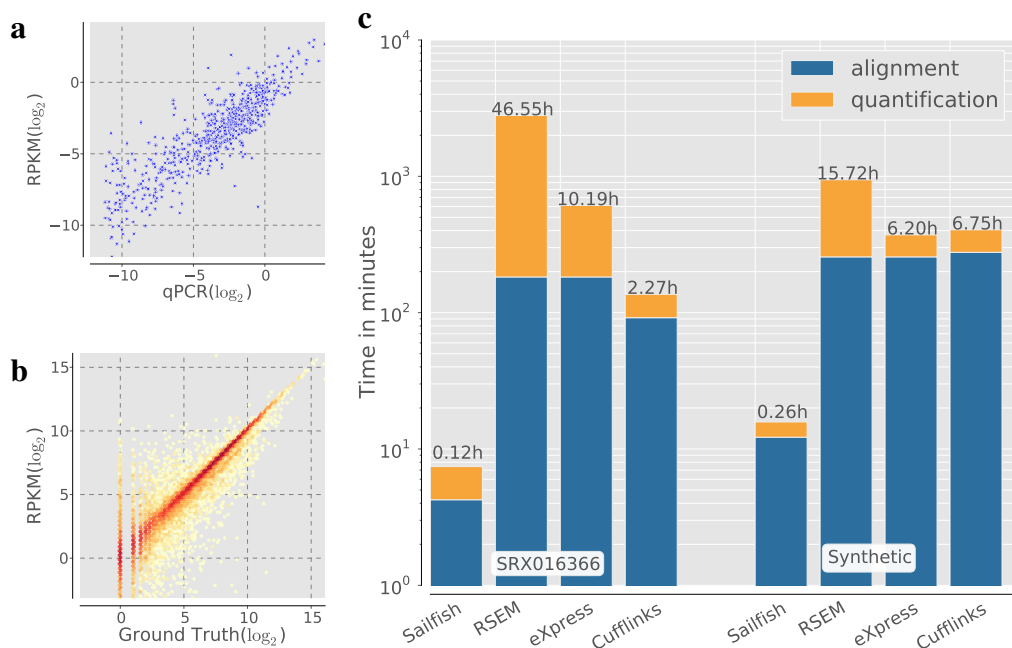 a
0
−5
−10
RPKM(log2)
−10 −5 0
qPCR(log2)
b
15
10
5
0
RPKM(log2)
0 5 10 15
Ground Truth(log2)
c
10^4
10^3
10^2
10^1
10^0
Time in minutes
alignment
quantification
46.55h
10.19h
2.27h
0.12h
15.72h
6.20h
6.75h
0.26h
SRX016366
Synthetic
Sailfish RSEM eXpress Cufflinks Sailfish RSEM eXpress Cufflinks